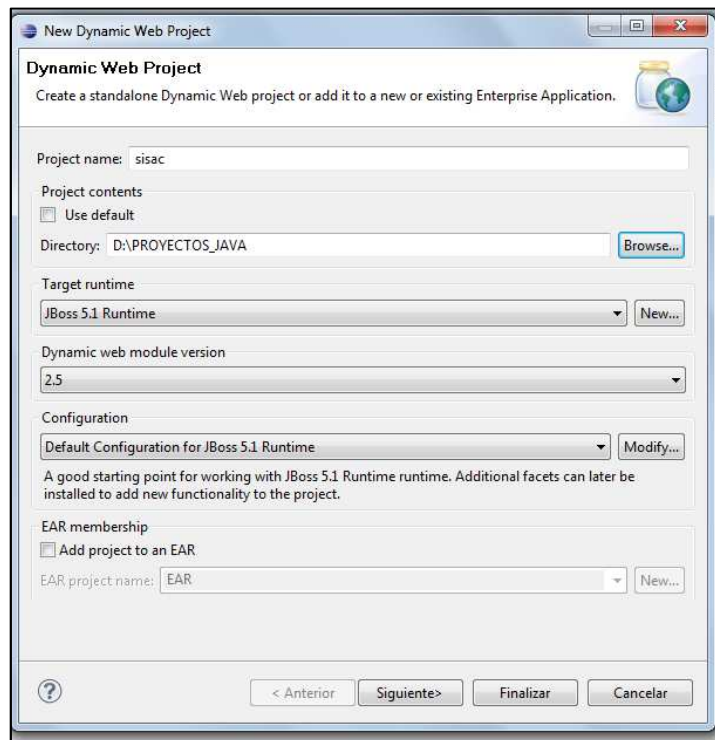 New Dynamic Web Project
Dynamic Web Project
Create a standalone Dynamic Web project or add it to a new or existing Enterprise Application.
Project name: sisac
Project contents
Use default
Directory: D:\PROYECTOS_JAVA Browse...
Target runtime
JBoss 5.1 Runtime New...
Dynamic web module version
2.5
Configuration
Default Configuration for JBoss 5.1 Runtime Modify...
A good starting point for working with JBoss 5.1 Runtime runtime. Additional facets can later be
installed to add new functionality to the project.
EAR membership
Add project to an EAR
EAR project name: EAR New...
< Anterior Siguiente> Finalizar Cancelar